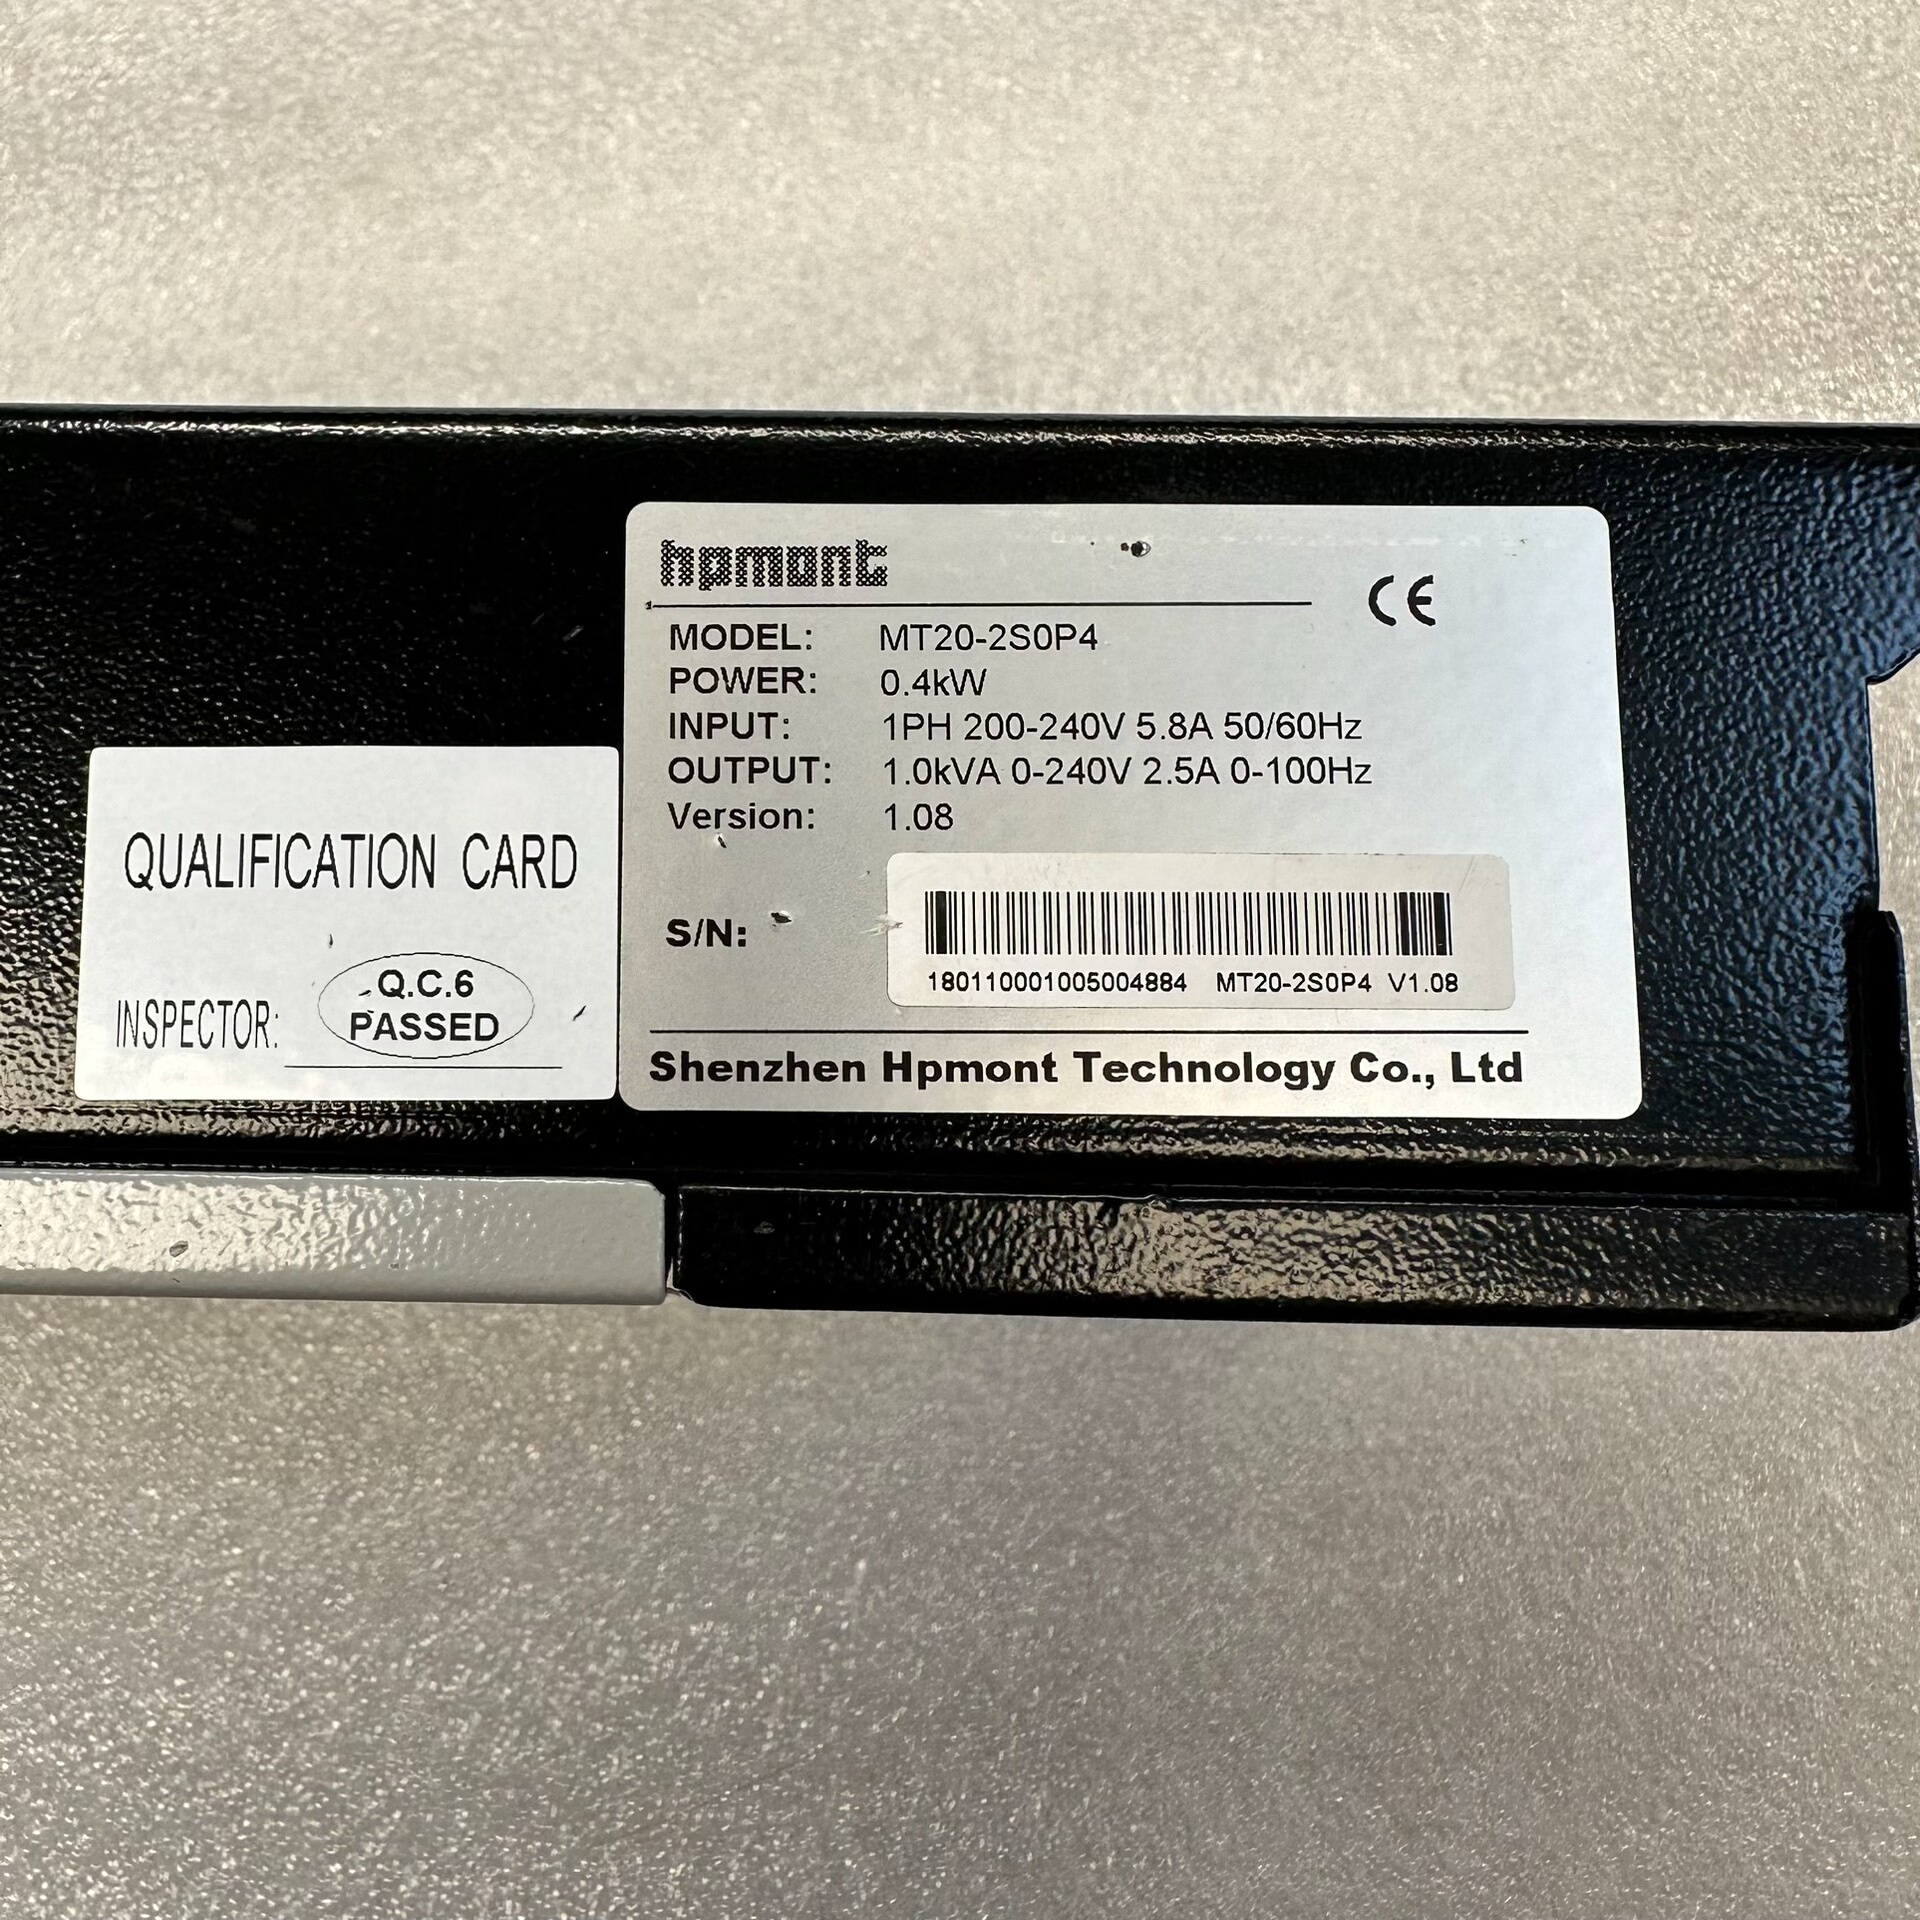 hpmont
CE
MODEL: MT20-2S0P4
POWER: 0.4kW
INPUT: 1PH 200-240V 5.8A 50/60Hz
OUTPUT: 1.0kVA 0-240V 2.5A 0-100Hz
Version: 1.08
S/N:
180110001005004884 MT20-2S0P4 V1.08
Shenzhen Hpmont Technology Co., Ltd
QUALIFICATION CARD
INSPECTOR:
Q.C.6
PASSED